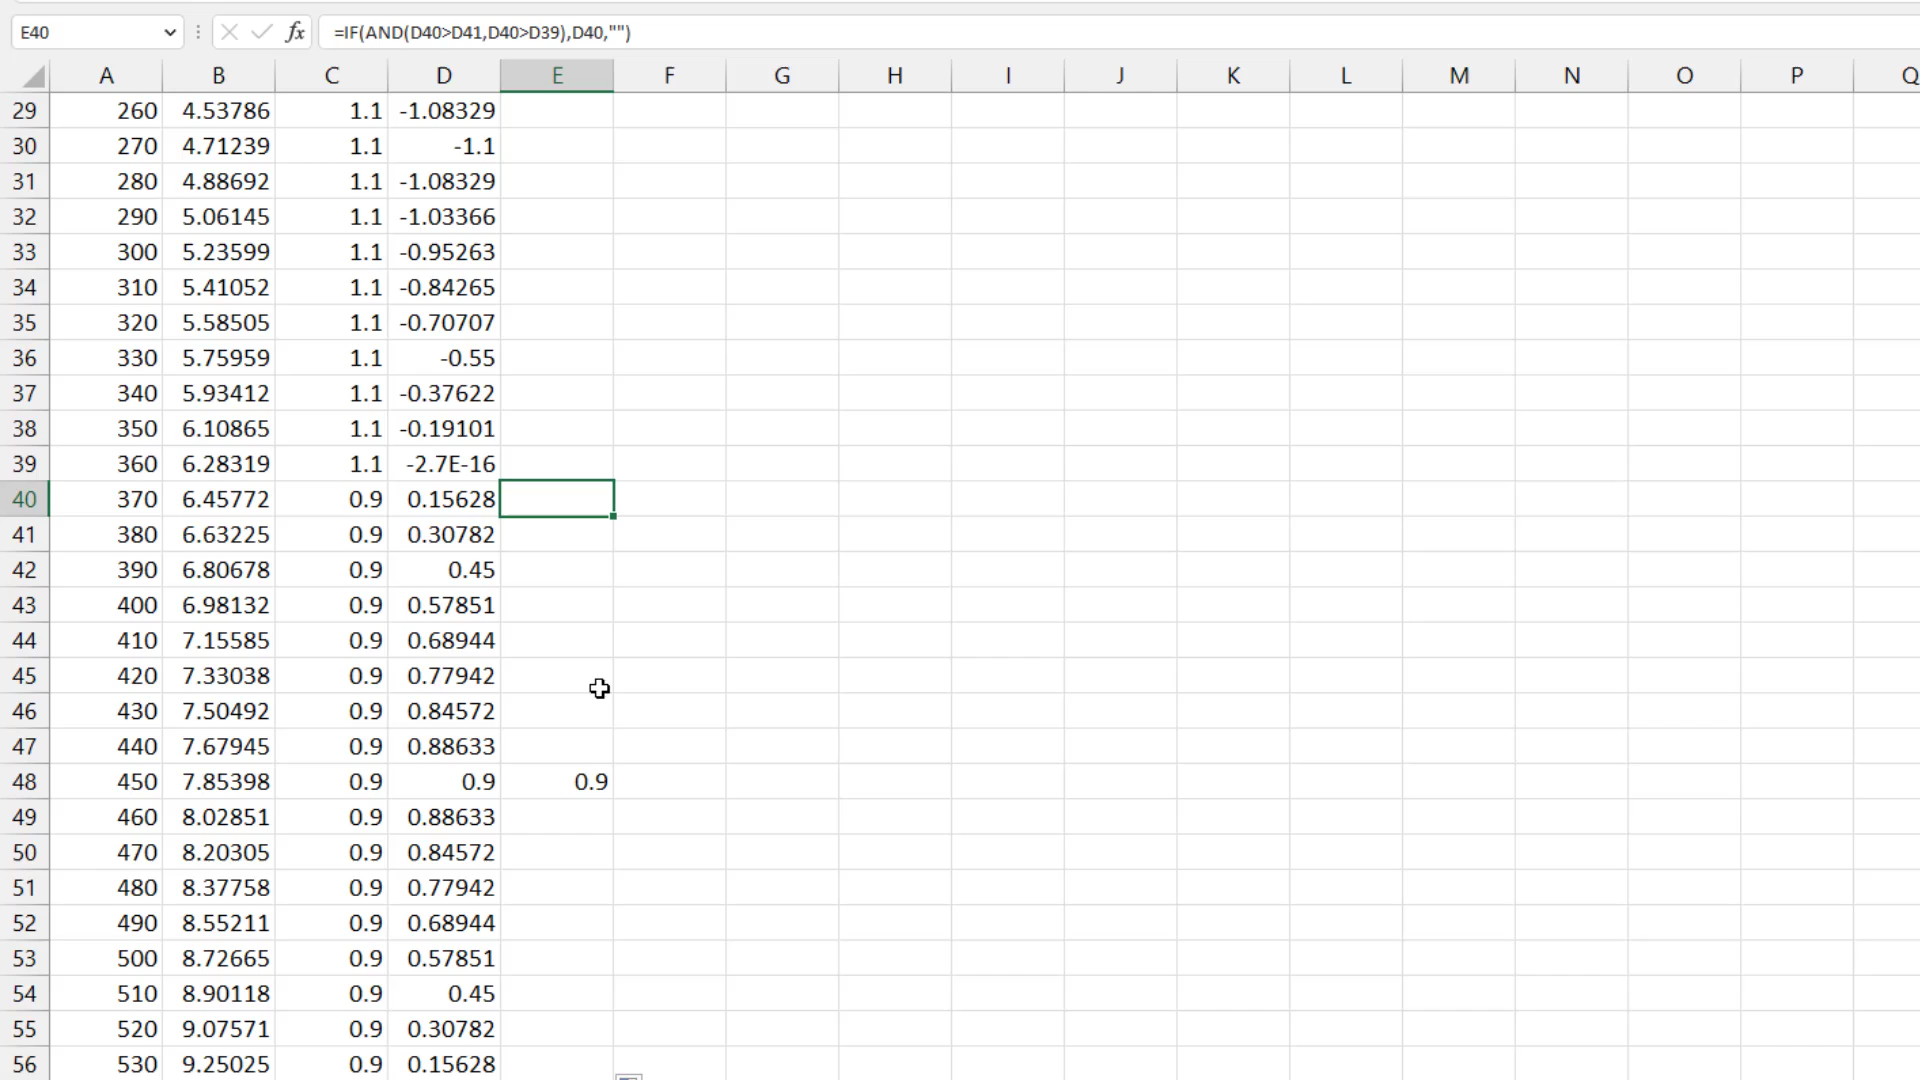 E40 fx =IF(AND(D40>D41,D40>D39),D40,"")
A B C D E F G H I J K L M N O P Q
29 260 4.53786 1.1 -1.08329
30 270 4.71239 1.1 -1.1
31 280 4.88692 1.1 -1.08329
32 290 5.06145 1.1 -1.03366
33 300 5.23599 1.1 -0.95263
34 310 5.41052 1.1 -0.84265
35 320 5.58505 1.1 -0.70707
36 330 5.75959 1.1 -0.55
37 340 5.93412 1.1 -0.37622
38 350 6.10865 1.1 -0.19101
39 360 6.28319 1.1 -2.7E-16
40 370 6.45772 0.9 0.15628
41 380 6.63225 0.9 0.30782
42 390 6.80678 0.9 0.45
43 400 6.98132 0.9 0.57851
44 410 7.15585 0.9 0.68944
45 420 7.33038 0.9 0.77942
46 430 7.50492 0.9 0.84572
47 440 7.67945 0.9 0.88633
48 450 7.85398 0.9 0.9 0.9
49 460 8.02851 0.9 0.88633
50 470 8.20305 0.9 0.84572
51 480 8.37758 0.9 0.77942
52 490 8.55211 0.9 0.68944
53 500 8.72665 0.9 0.57851
54 510 8.90118 0.9 0.45
55 520 9.07571 0.9 0.30782
56 530 9.25025 0.9 0.15628